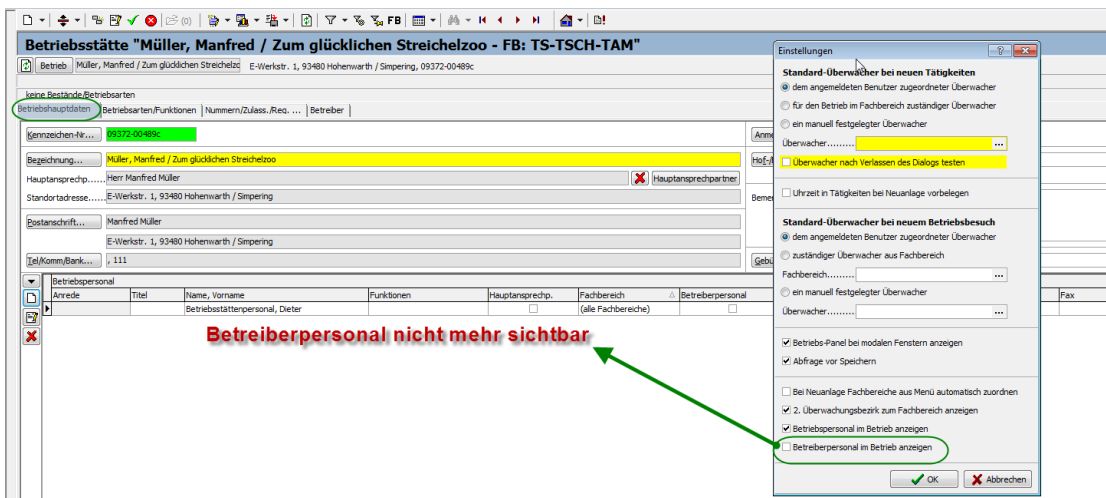 (0)
FB
Betriebsstätte "Müller, Manfred / Zum glücklichen Streichelzoo - FB: TS-TSCH-TAM"
Betrieb Müller, Manfred / Zum glücklichen Streichelzo E-Werkstr. 1, 93480 Hohenwarth / Simpering, 09372-00489c
keine Bestände/Betriebsarten
Betriebshauptdaten Betriebsarten/Funktionen Nummern/Zulass./Reg. ... Betreiber
Kennzeichen-Nr... 09372-00489c
Bezeichnung... Müller, Manfred / Zum glücklichen Streichelzoo
Hauptansprechp...... Herr Manfred Müller Hauptansprechpartner
Standortadresse...... E-Werkstr. 1, 93480 Hohenwarth / Simpering
Postanschrift... Manfred Müller
E-Werkstr. 1, 93480 Hohenwarth / Simpering
Tel/Komm/Bank... , 111
Anme
Hof-/
Bemer
Gebü
Betriebspersonal
Anrede Titel Name, Vorname Funktionen Hauptansprechp. Fachbereich Betreiberpersonal Fax
Betriebsstättenpersonal, Dieter (alle Fachbereiche)
Betreiberpersonal nicht mehr sichtbar
Einstellungen
Standard-Überwacher bei neuen Tätigkeiten
dem angemeldeten Benutzer zugeordneter Überwacher
für den Betrieb im Fachbereich zuständiger Überwacher
ein manuell festgelegter Überwacher
Überwacher...... ...
Überwacher nach Verlassen des Dialogs testen
Uhrzeit in Tätigkeiten bei Neuanlage vorbelegen
Standard-Überwacher bei neuem Betriebsbesuch
dem angemeldeten Benutzer zugeordneter Überwacher
zuständiger Überwacher aus Fachbereich
Fachbereich......... ...
ein manuell festgelegter Überwacher
Überwacher......... ...
Betriebs-Panel bei modalen Fenstern anzeigen
Abfrage vor Speichern
Bei Neuanlage Fachbereiche aus Menü automatisch zuordnen
2. Überwachungsbezirk zum Fachbereich anzeigen
Betriebspersonal im Betrieb anzeigen
Betreiberpersonal im Betrieb anzeigen
OK Abbrechen